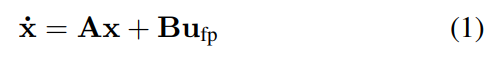 ẋ = Ax + Bu_fp (1)